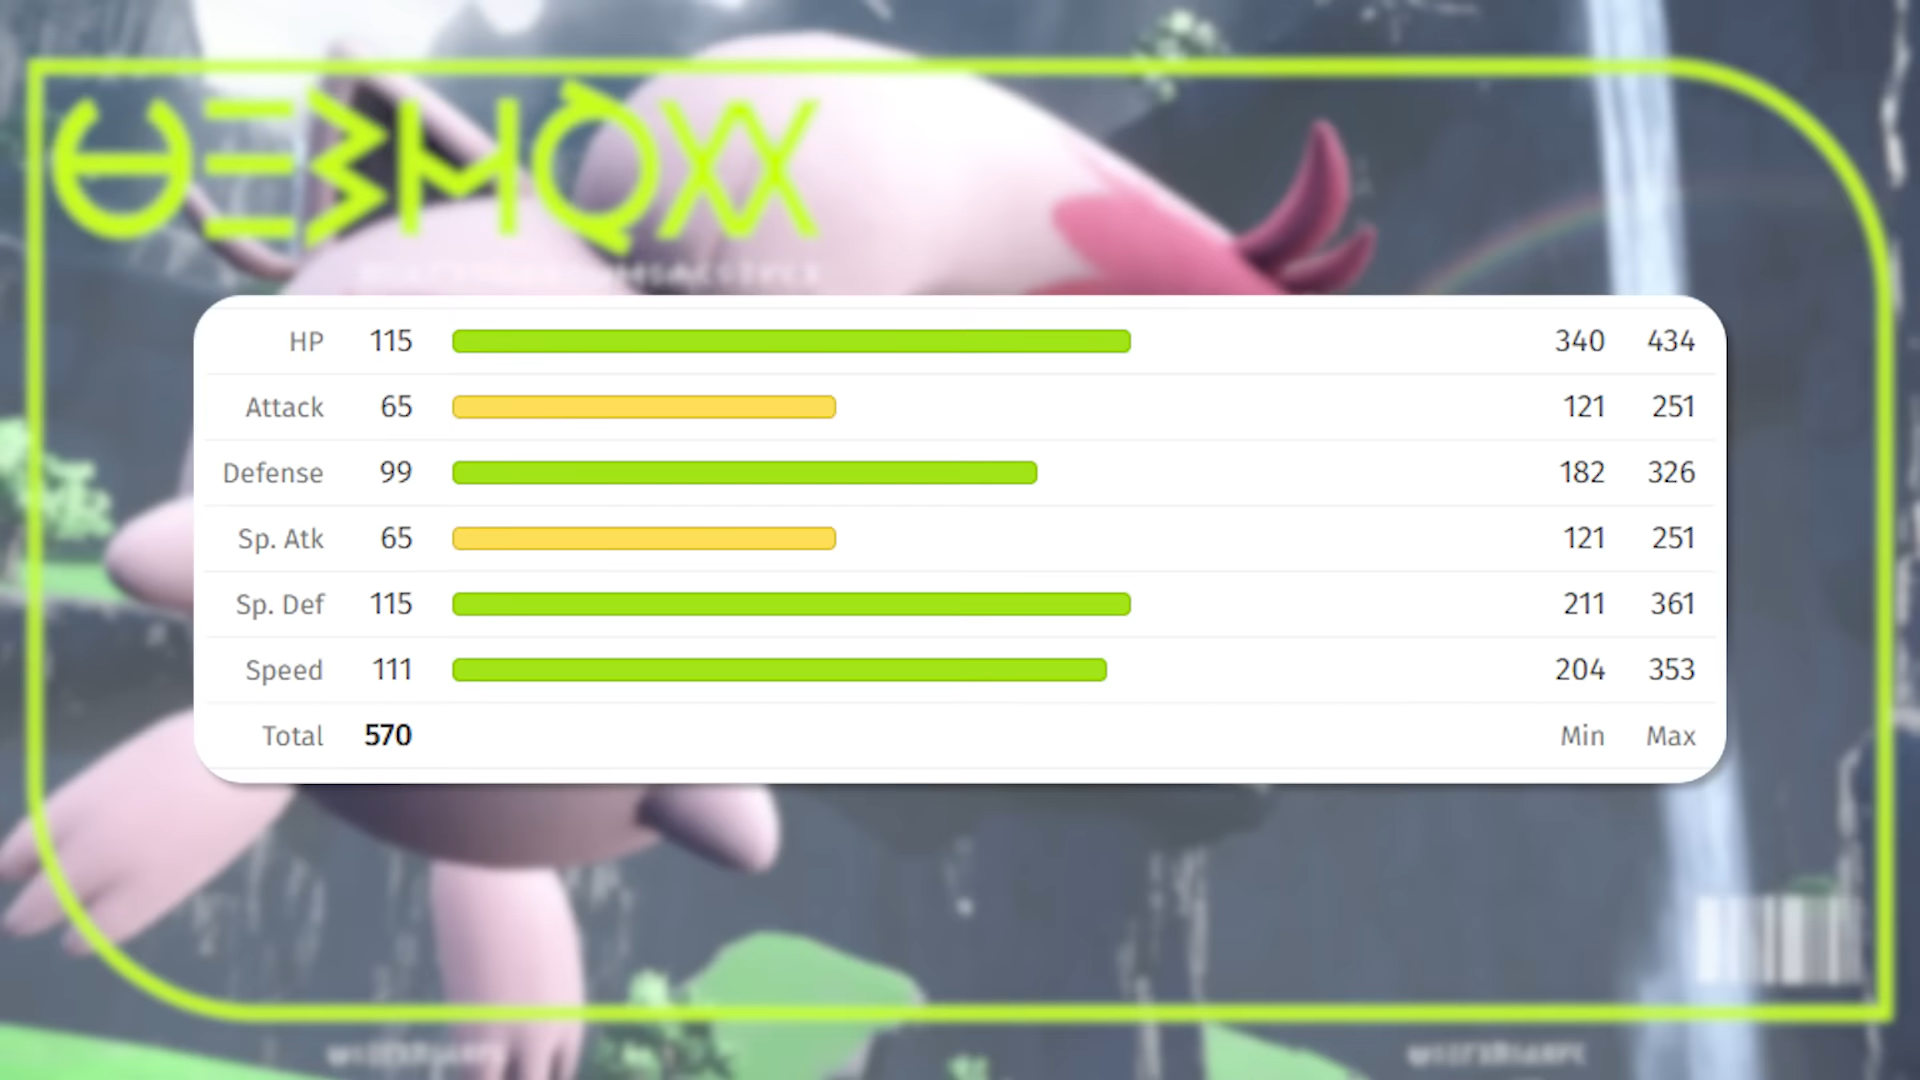 HP 115 340 434
Attack 65 121 251
Defense 99 182 326
Sp. Atk 65 121 251
Sp. Def 115 211 361
Speed 111 204 353
Total 570 Min Max